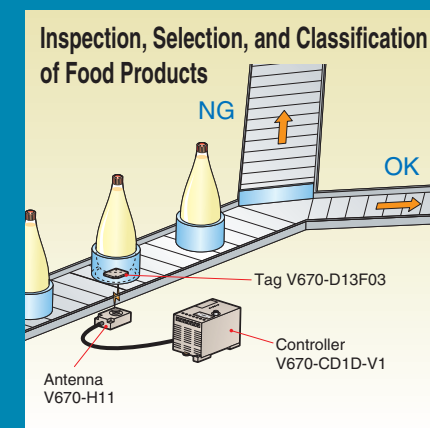 Inspection, Selection, and Classification
of Food Products
NG
OK
Tag V670-D13F03
Controller
V670-CD1D-V1
Antenna
V670-H11